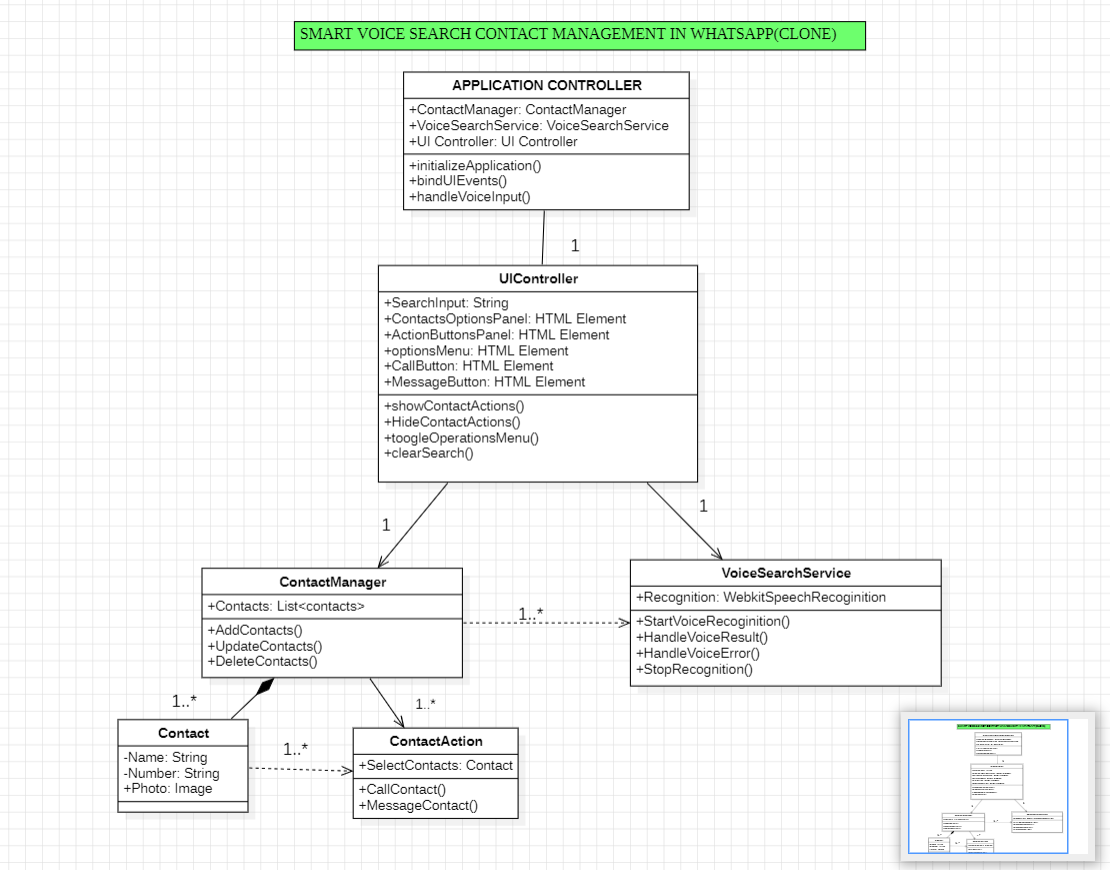 SMART VOICE SEARCH CONTACT MANAGEMENT IN WHATSAPP(CLONE)
APPLICATION CONTROLLER
+ContactManager: ContactManager
+VoiceSearchService: VoiceSearchService
+UI Controller: UI Controller
+initializeApplication()
+bindUIEvents()
+handleVoiceInput()
1
UIController
+SearchInput: String
+ContactsOptionsPanel: HTML Element
+ActionButtonsPanel: HTML Element
+optionsMenu: HTML Element
+CallButton: HTML Element
+MessageButton: HTML Element
+showContactActions()
+HideContactActions()
+toogleOperationsMenu()
+clearSearch()
1
1
ContactManager
+Contacts: List<contacts>
+AddContacts()
+UpdateContacts()
+DeleteContacts()
1..*
VoiceSearchService
+Recognition: WebkitSpeechRecoginition
+StartVoiceRecoginition()
+HandleVoiceResult()
+HandleVoiceError()
+StopRecognition()
1..*
1..*
Contact
-Name: String
-Number: String
+Photo: Image
1..*
ContactAction
+SelectContacts: Contact
+CallContact()
+MessageContact()